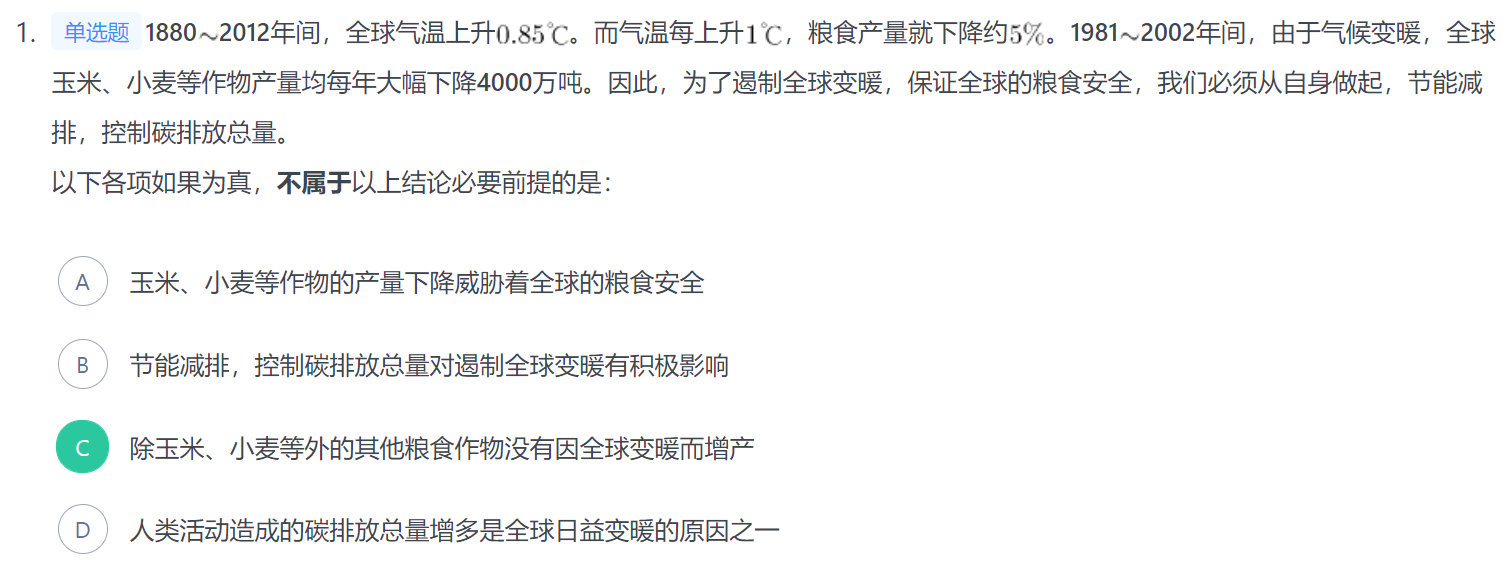 1. 单选题 1880～2012年间，全球气温上升0.85℃。而气温每上升1℃，粮食产量就下降约5%。1981～2002年间，由于气候变暖，全球
玉米、小麦等作物产量均每年大幅下降4000万吨。因此，为了遏制全球变暖，保证全球的粮食安全，我们必须从自身做起，节能减
排，控制碳排放总量。
以下各项如果为真，不属于以上结论必要前提的是：
A 玉米、小麦等作物的产量下降威胁着全球的粮食安全
B 节能减排，控制碳排放总量对遏制全球变暖有积极影响
C 除玉米、小麦等外的其他粮食作物没有因全球变暖而增产
D 人类活动造成的碳排放总量增多是全球日益变暖的原因之一